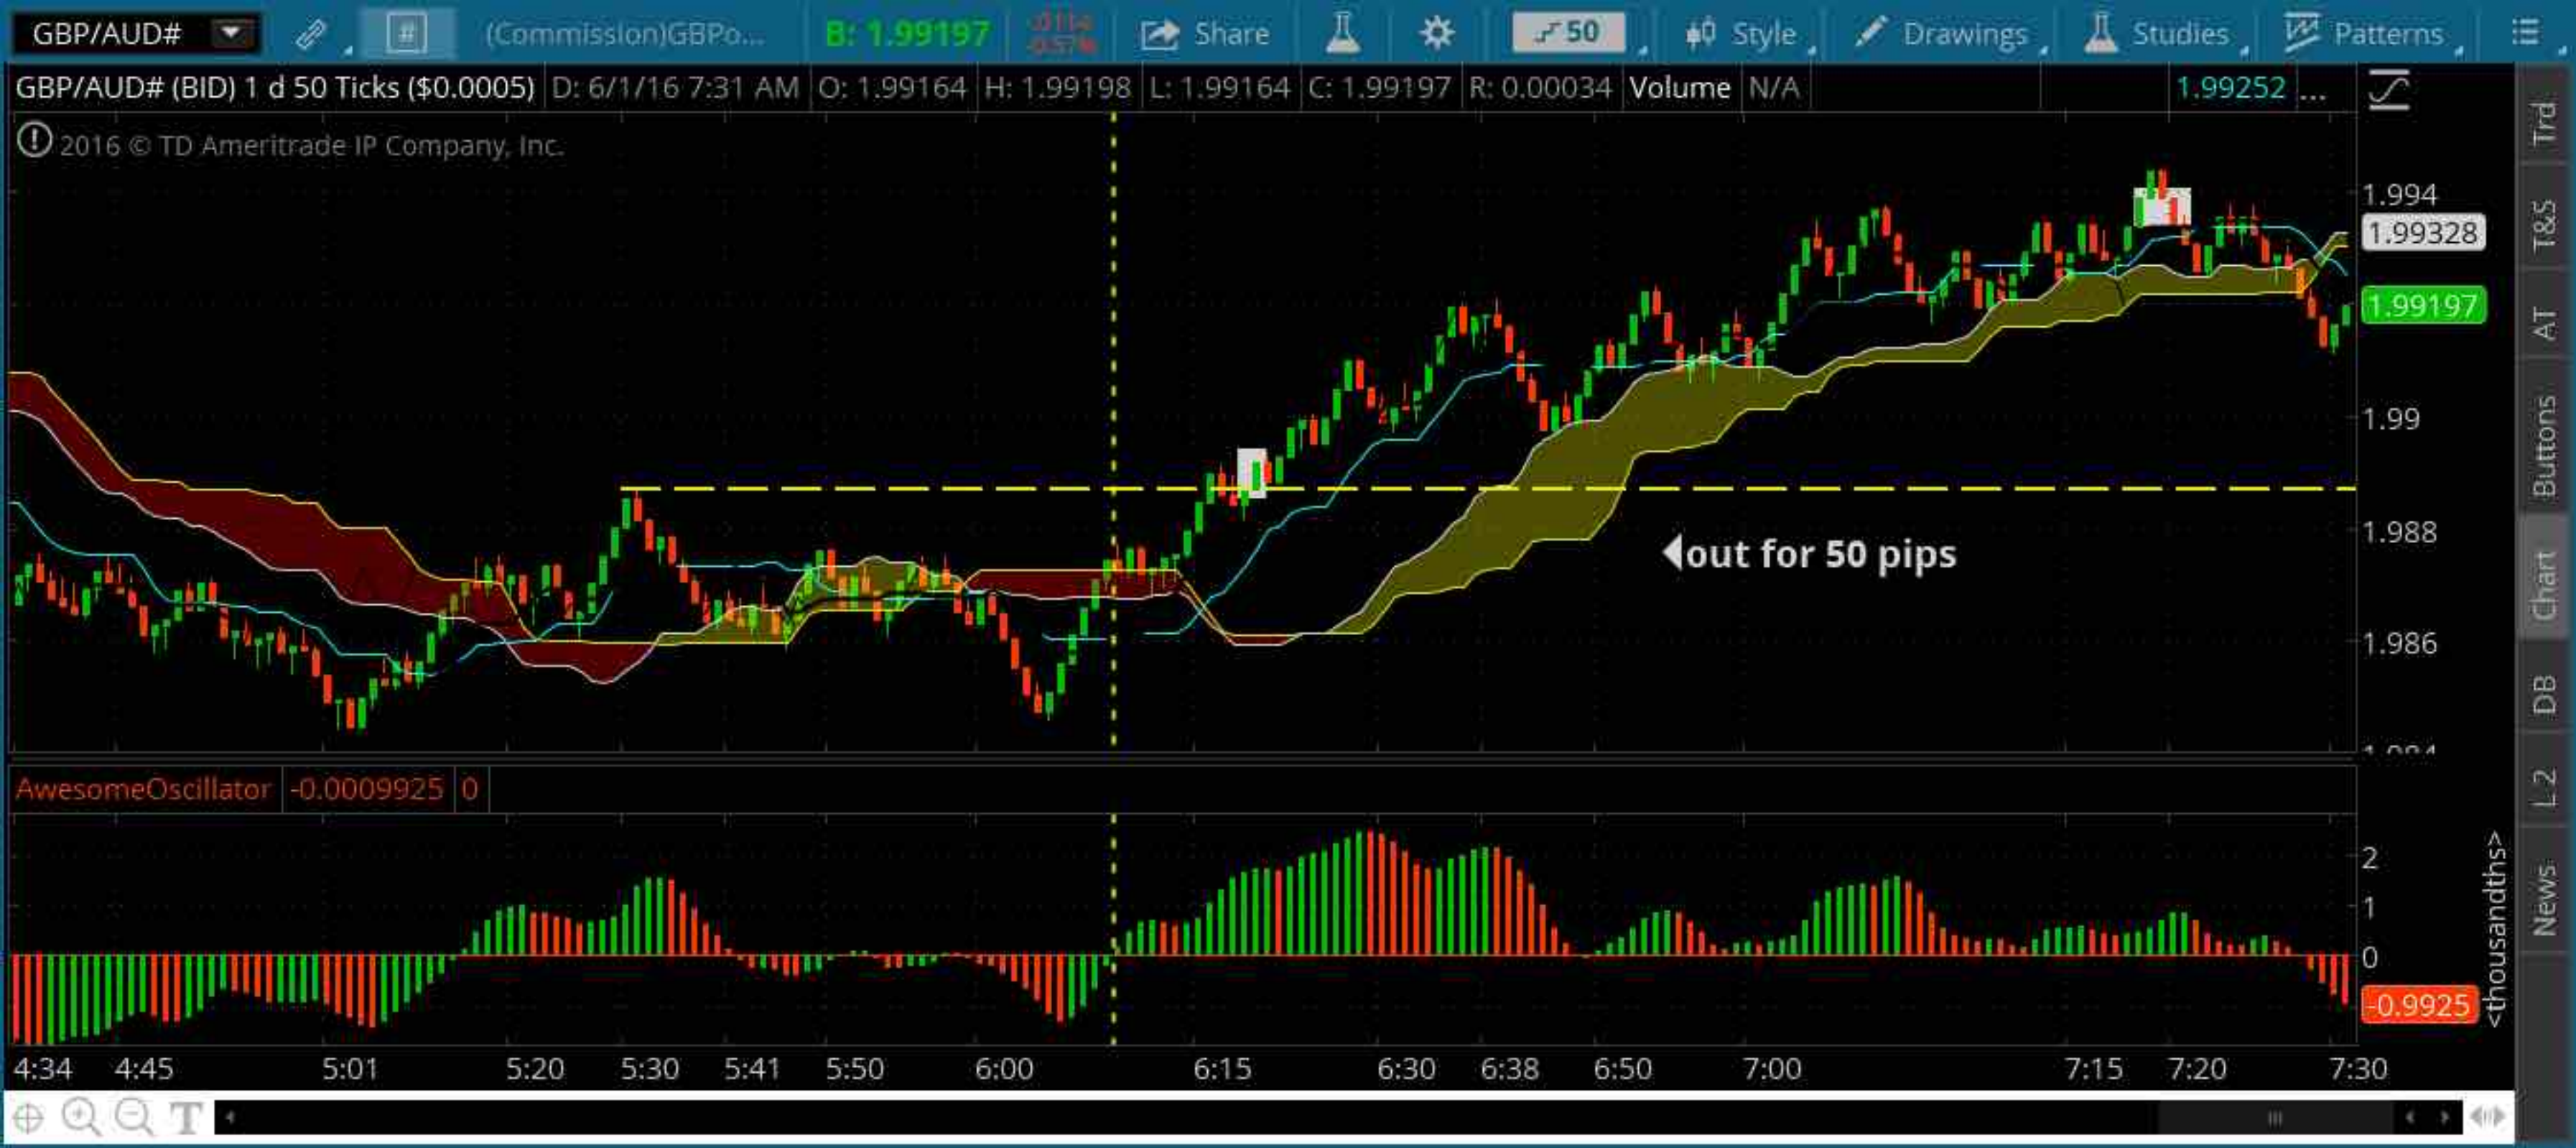 GBP/AUD# (Commission)GBPo... B: 1.99197 Share 50 Style Drawings Studies Patterns
GBP/AUD# (BID) 1 d 50 Ticks ($0.0005) D: 6/1/16 7:31 AM O: 1.99164 H: 1.99198 L: 1.99164 C: 1.99197 R: 0.00034 Volume N/A 1.99252 ...
2016 © TD Ameritrade IP Company, Inc.
1.994
1.99328
1.99197
1.99
1.988
out for 50 pips
1.986
AwesomeOscillator -0.0009925 0
2
1
0
-0.9925
<thousandths>
4:34 4:45 5:01 5:20 5:30 5:41 5:50 6:00 6:15 6:30 6:38 6:50 7:00 7:15 7:20 7:30
T
Trd
T&S
AT
Buttons
Chart
DB
L2
News